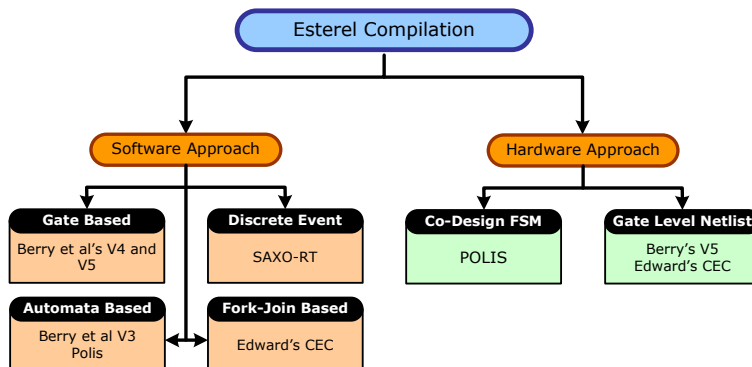 Esterel Compilation
Software Approach
Hardware Approach
Gate Based
Berry et al's V4 and
V5
Discrete Event
SAXO-RT
Co-Design FSM
POLIS
Gate Level Netlist
Berry's V5
Edward's CEC
Automata Based
Berry et al V3
Polis
Fork-Join Based
Edward's CEC